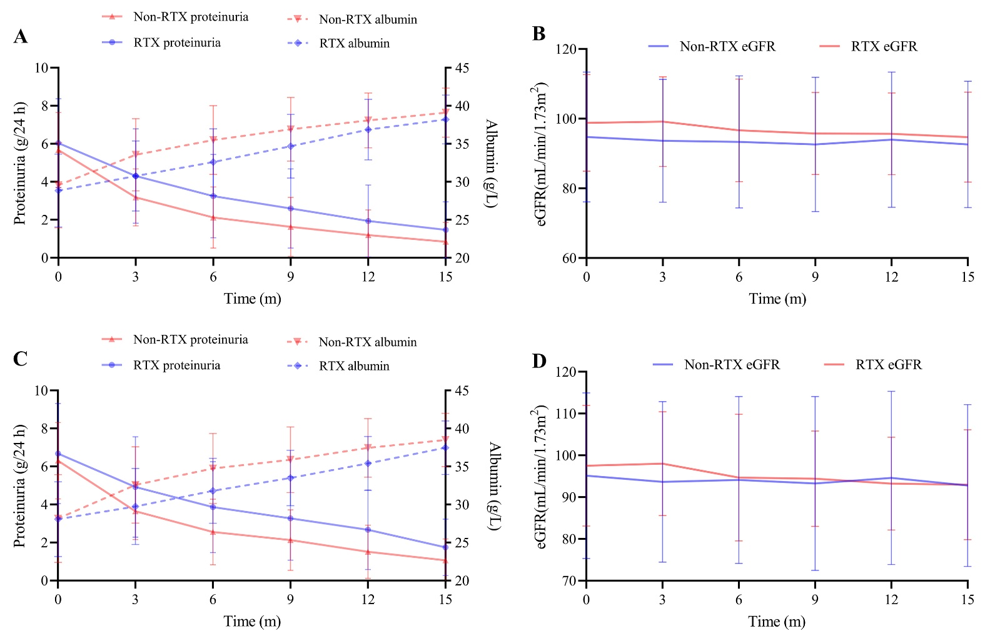 A
Non-RTX proteinuria
Non-RTX albumin
RTX proteinuria
RTX albumin
Proteinuria (g/24 h)
10
8
6
4
2
0
45
40
35
30
25
20
Albumin (g/L)
0 3 6 9 12 15
Time (m)
B
Non-RTX eGFR
RTX eGFR
eGFR(mL/min/1.73m²)
120
100
80
60
0 3 6 9 12 15
Time (m)
C
Non-RTX proteinuria
Non-RTX albumin
RTX proteinuria
RTX albumin
Proteinuria (g/24 h)
10
8
6
4
2
0
45
40
35
30
25
20
Albumin (g/L)
0 3 6 9 12 15
Time (m)
D
Non-RTX eGFR
RTX eGFR
eGFR(mL/min/1.73m²)
120
110
100
90
80
70
0 3 6 9 12 15
Time (m)